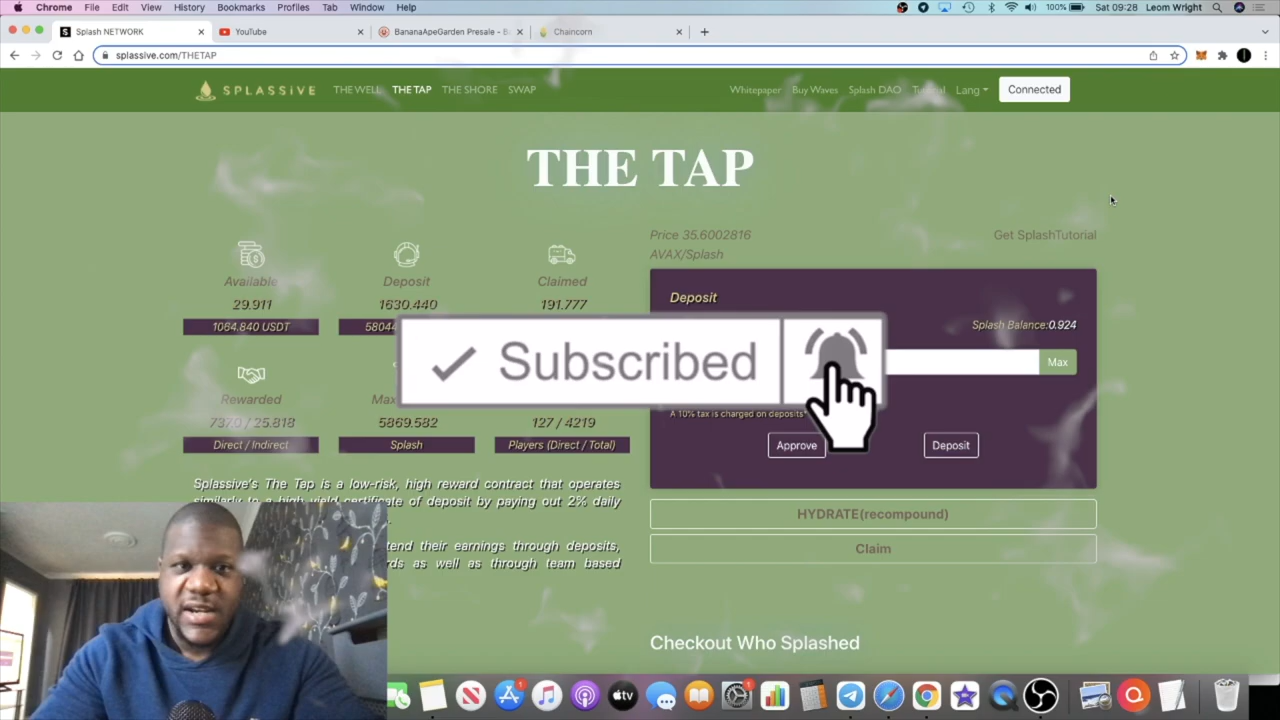 Chrome File Edit View History Bookmarks Profiles Tab Window Help
100% Sat 09:28 Leom Wright
Splash NETWORK YouTube BananaApeGarden Presale - B Chaincorn
splassive.com/THETAP
SPLASSIVE THE WELL THE TAP THE SHORE SWAP Whitepaper Buy Waves Splash DAO Tutorial Lang Connected
THE TAP
Price 35.6002816 Get SplashTutorial
AVAX/Splash
Available Deposit Claimed
29.911 1630.440 191.777
1064.840 USDT 5804
Deposit
Splash Balance:0.924
Max
Subscribed
A 10% tax is charged on deposits*
Approve Deposit
Rewarded Max
737.0 / 25.818 5869.582 127 / 4219
Direct / Indirect Splash Players (Direct / Total)
HYDRATE(recompound)
Claim
Splassive's The Tap is a low-risk, high reward contract that operates
similarly to a high yield certificate of deposit by paying out 2% daily
tend their earnings through deposits,
rds as well as through team based
Checkout Who Splashed